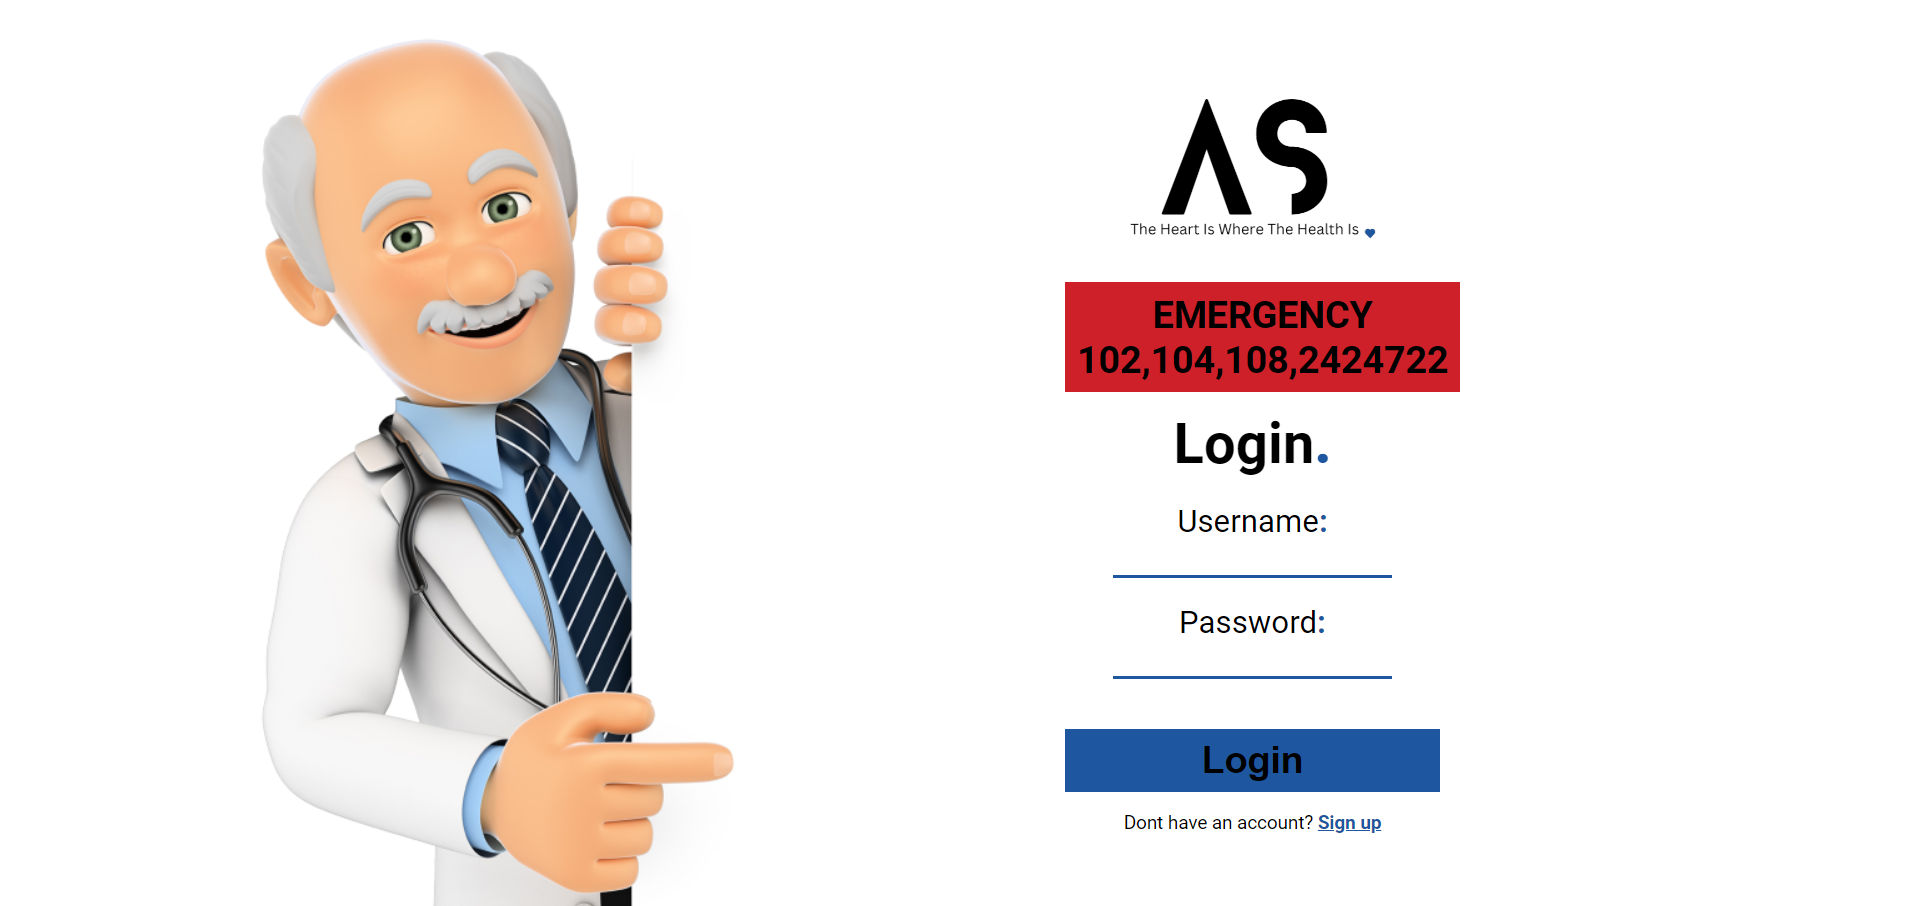 AS
The Heart Is Where The Health Is
EMERGENCY
102,104,108,2424722
Login.
Username:
Password:
Login
Dont have an account? Sign up